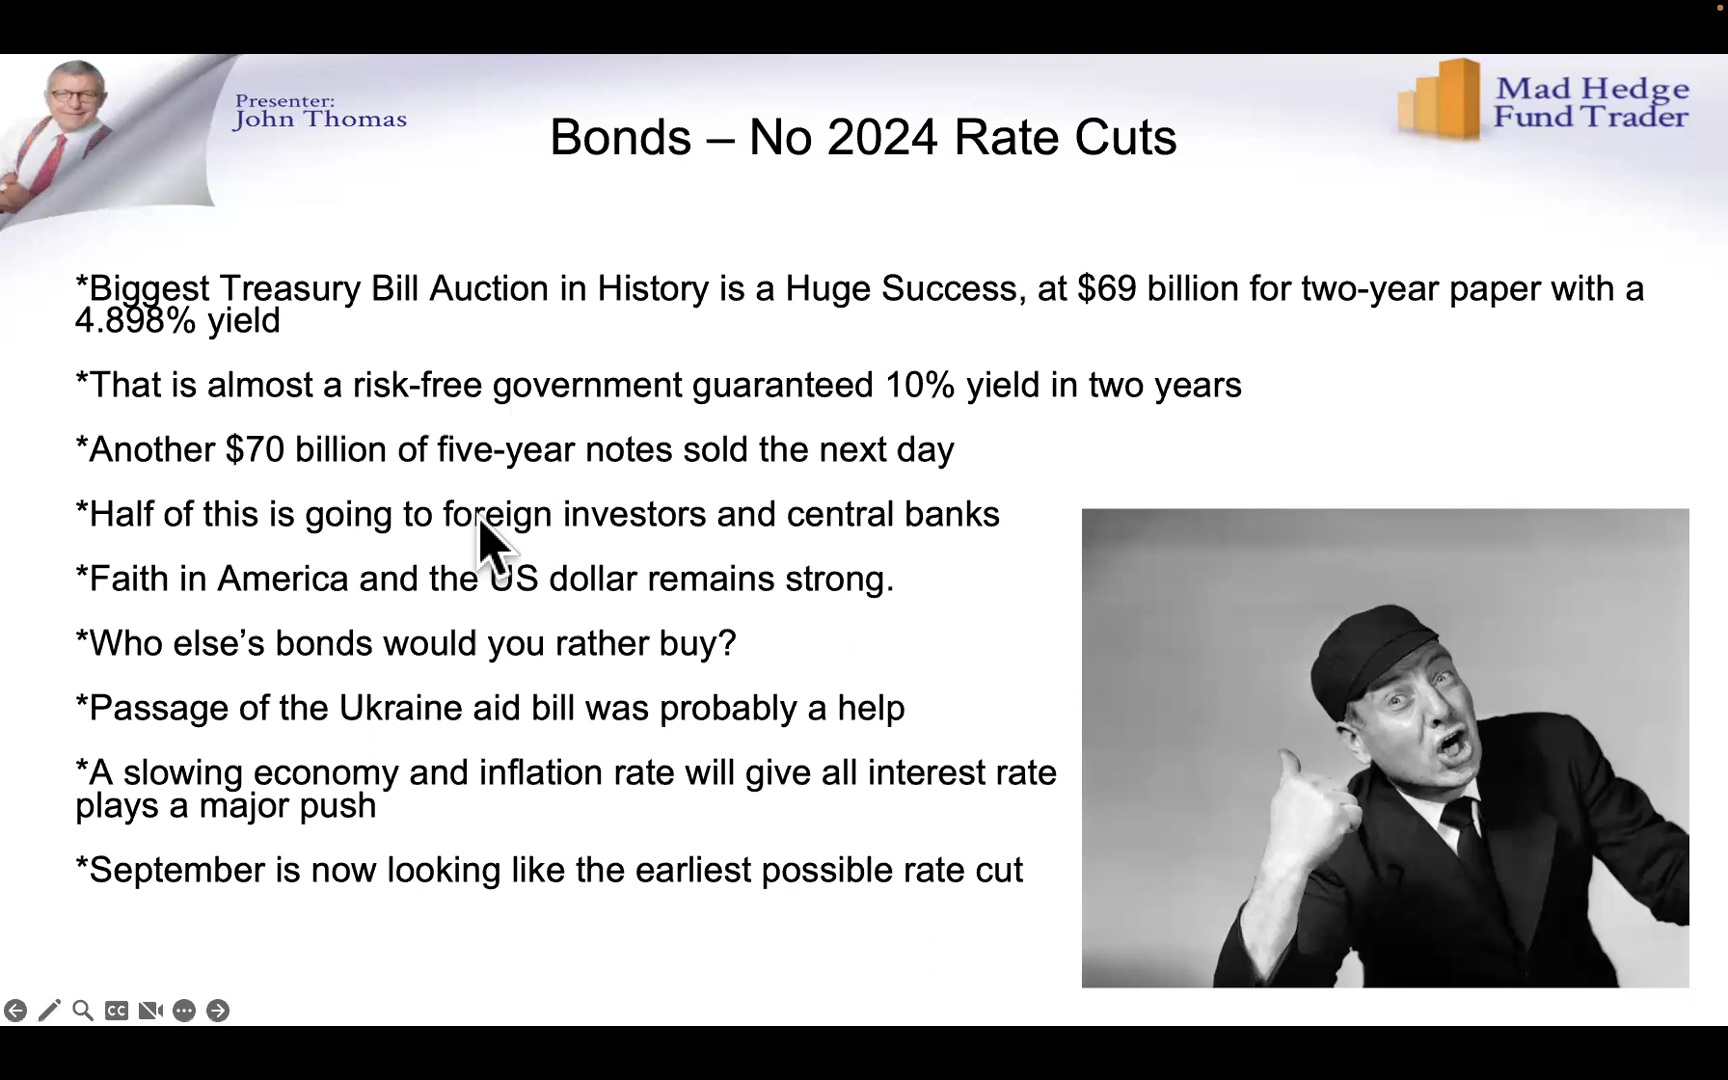 Presenter:
John Thomas
Bonds – No 2024 Rate Cuts
Mad Hedge
Fund Trader
*Biggest Treasury Bill Auction in History is a Huge Success, at $69 billion for two-year paper with a
4.898% yield
*That is almost a risk-free government guaranteed 10% yield in two years
*Another $70 billion of five-year notes sold the next day
*Half of this is going to foreign investors and central banks
*Faith in America and the US dollar remains strong.
*Who else’s bonds would you rather buy?
*Passage of the Ukraine aid bill was probably a help
*A slowing economy and inflation rate will give all interest rate
plays a major push
*September is now looking like the earliest possible rate cut
CC